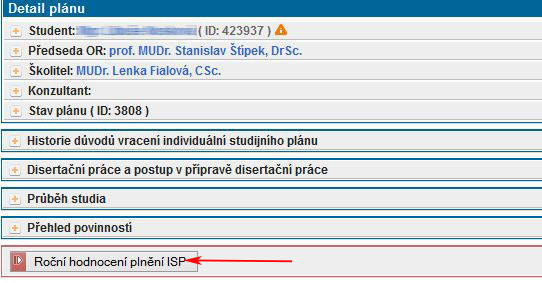 Detail plánu
Student: ( ID: 423937 )
Předseda OR: prof. MUDr. Stanislav Štípek, DrSc.
Školitel: MUDr. Lenka Fialová, CSc.
Konzultant:
Stav plánu ( ID: 3808 )
Historie důvodů vracení individuální studijního plánu
Disertační práce a postup v přípravě disertační práce
Průběh studia
Přehled povinností
Roční hodnocení plnění ISP